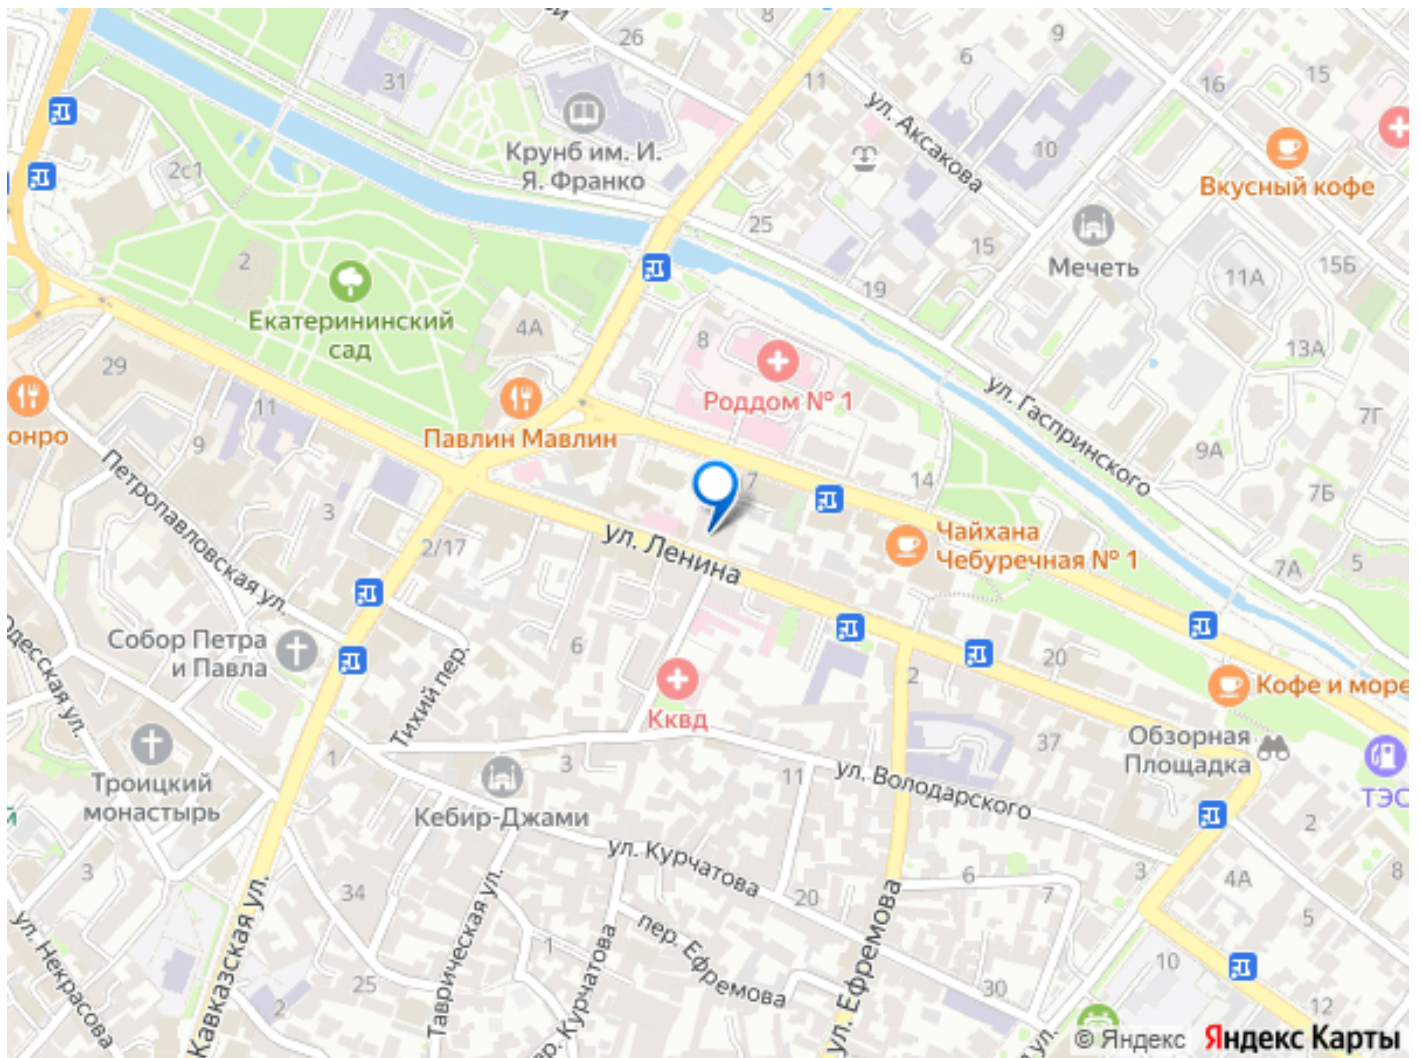 ей
8
26
31
11
6
9
15
16
ул. Аксакова
10
Крунб им. И.
Я. Франко
2с1
Вкусный кофе
25
15
Мечеть
11А
15Б
2
19
Екатерининский
сад
4А
8
13А
29
11
Роддом № 1
ул. Гаспринского
7Г
онро
Павлин Мавлин
9
9А
Петропавловская ул.
3
7
14
7Б
2/17
ул. Ленина
Чайхана
Чебуречная № 1
7А
5
Собор Петра
и Павла
6
Тихий пер.
20
2
Кофе и море
Одесская ул.
Кквд
37
Обзорная
Площадка
Троицкий
монастырь
й
1
3
11
ул. Володарского
ТЭС
Кебир-Джами
2
ул. Курчатова
3
34
20
6
7
3
4А
8
5
Кавказская ул.
Таврическая ул.
1
пер. Ефремова
ул. Ефремова
ул. Некрасова
25
2
ер. Курчатова
30
10
12
ул.
© Яндекс Яндекс Карты